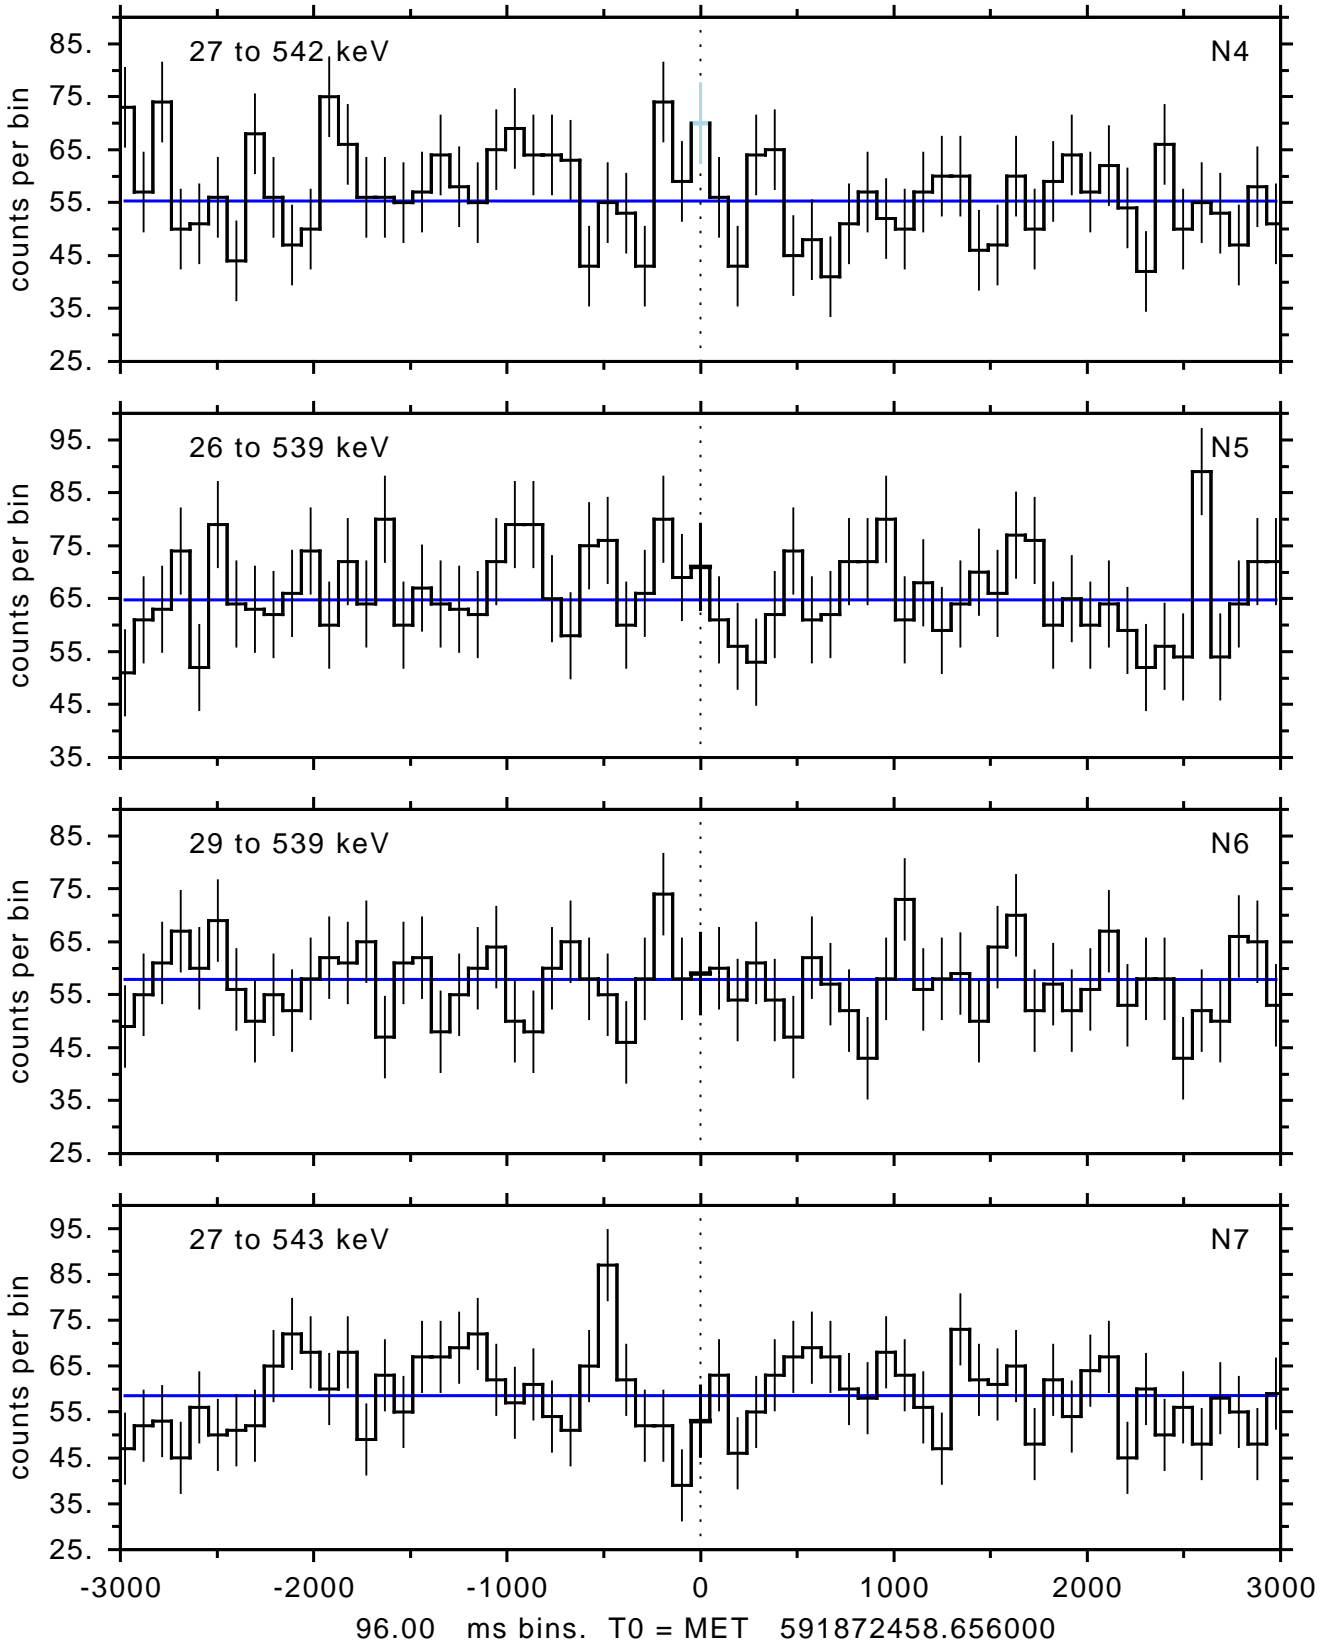 27 to 542 keV N4
85.
75.
65.
55.
45.
35.
25.
counts per bin
26 to 539 keV N5
95.
85.
75.
65.
55.
45.
35.
counts per bin
29 to 539 keV N6
85.
75.
65.
55.
45.
35.
25.
counts per bin
27 to 543 keV N7
95.
85.
75.
65.
55.
45.
35.
25.
counts per bin
-3000 -2000 -1000 0 1000 2000 3000
96.00 ms bins. T0 = MET 591872458.656000